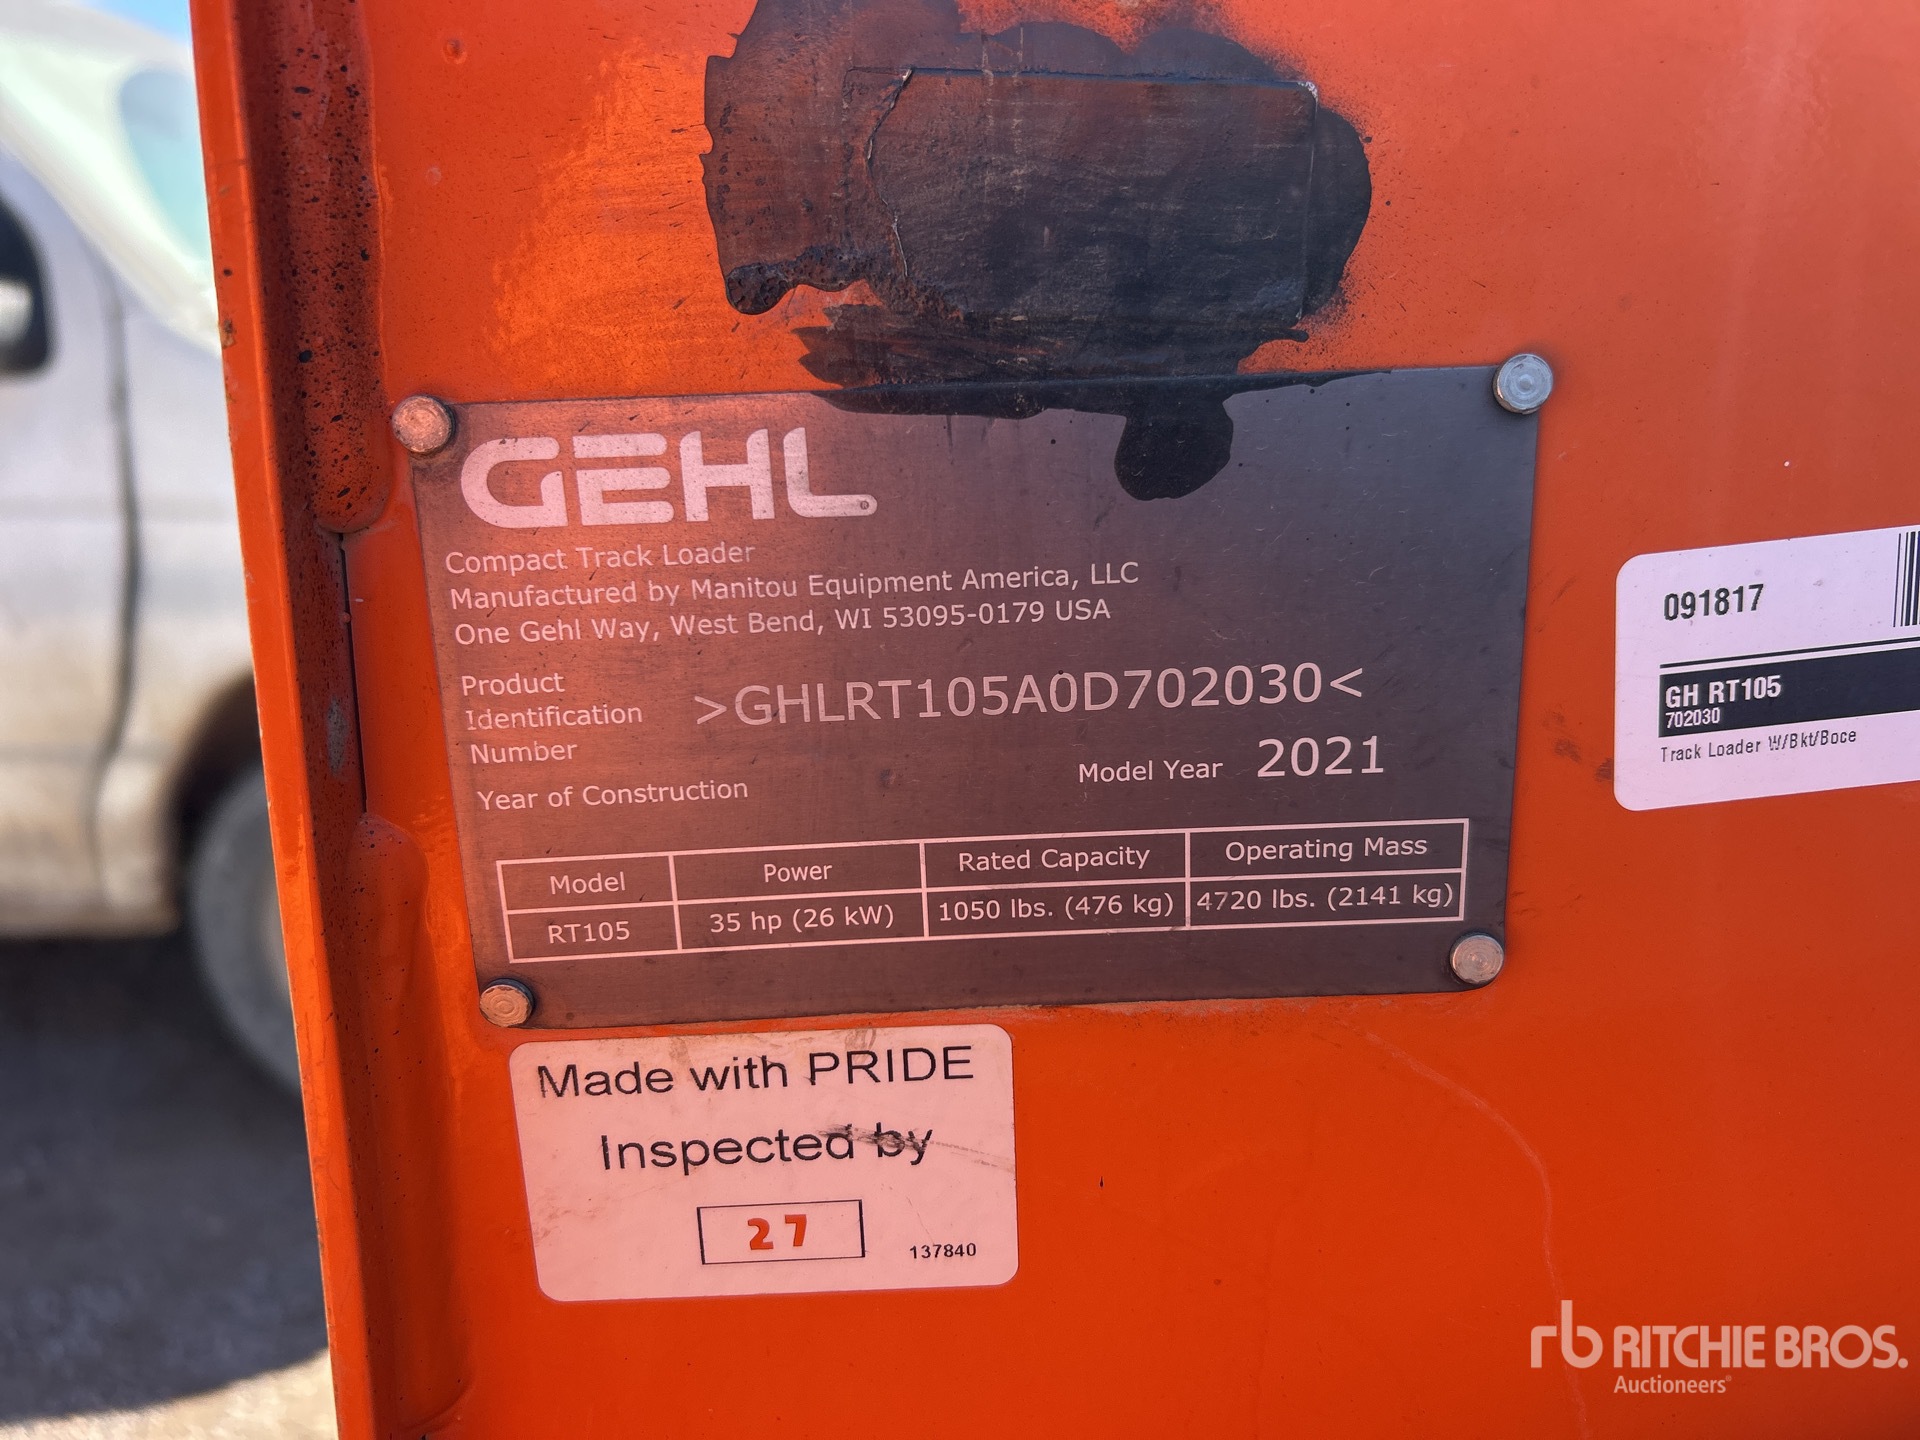 GEHL®
Compact Track Loader
Manufactured by Manitou Equipment America, LLC
One Gehl Way, West Bend, WI 53095-0179 USA
Product
Identification
Number
>GHLRT105A0D702030<
Year of Construction
Model Year 2021
Model Power Rated Capacity Operating Mass
RT105 35 hp (26 kW) 1050 lbs. (476 kg) 4720 lbs. (2141 kg)
Made with PRIDE
Inspected by
27
137840
091817
GH RT105
702030
Track Loader W/Bkt/Boce
rb RITCHIE BROS.
Auctioneers®